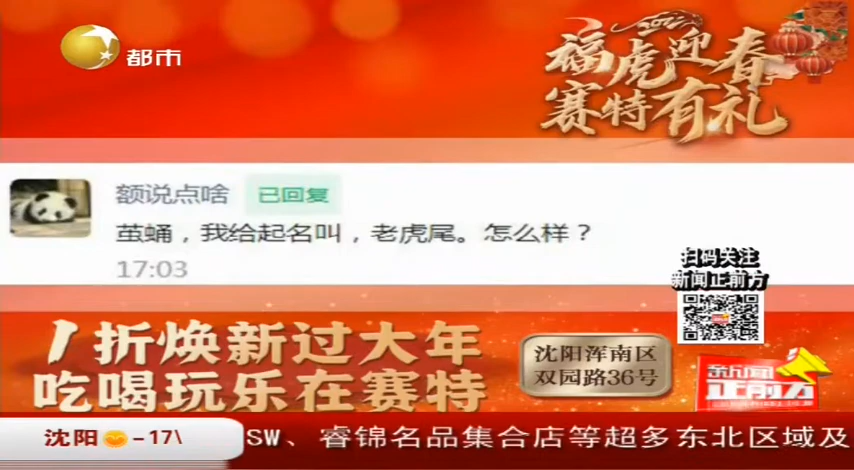 都市
福虎迎春
赛特有礼
额说点啥 已回复
茧蛹，我给起名叫，老虎尾。怎么样？
17:03
扫码关注
新闻正前方
1折焕新过大年
吃喝玩乐在赛特
沈阳浑南区
双园路36号
新闻
正前方
沈阳 -17\
SW、睿锦名品集合店等超多东北区域及